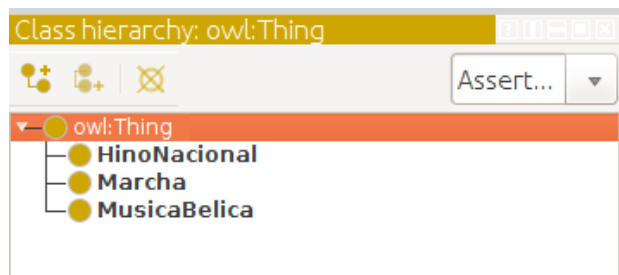 Class hierarchy: owl:Thing
Assert...
owl:Thing
HinoNacional
Marcha
MusicaBelica